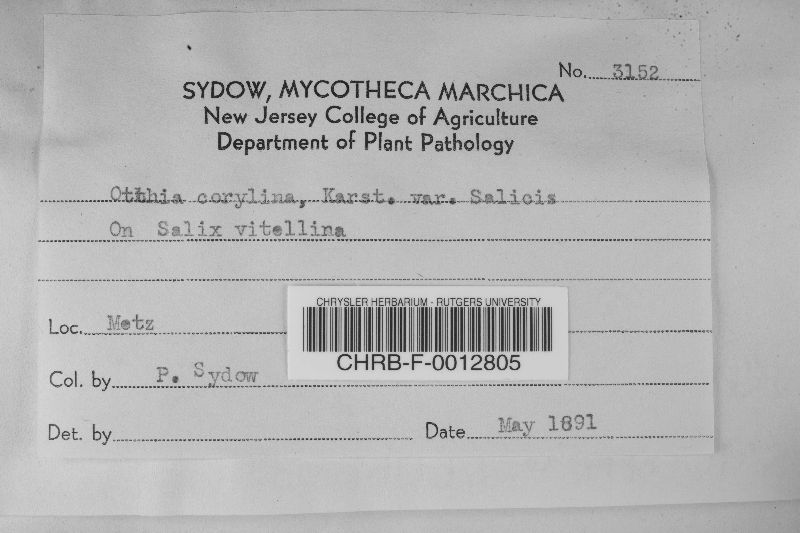 No. 3152
SYDOW, MYCOTHECA MARCHICA
New Jersey College of Agriculture
Department of Plant Pathology
Otthia corylina, Karst. var. Salicis
On Salix vitellina
CHRYSLER HERBARIUM - RUTGERS UNIVERSITY
CHRB-F-0012805
Loc. Metz
Col. by P. Sydow
Det. by
Date May 1891